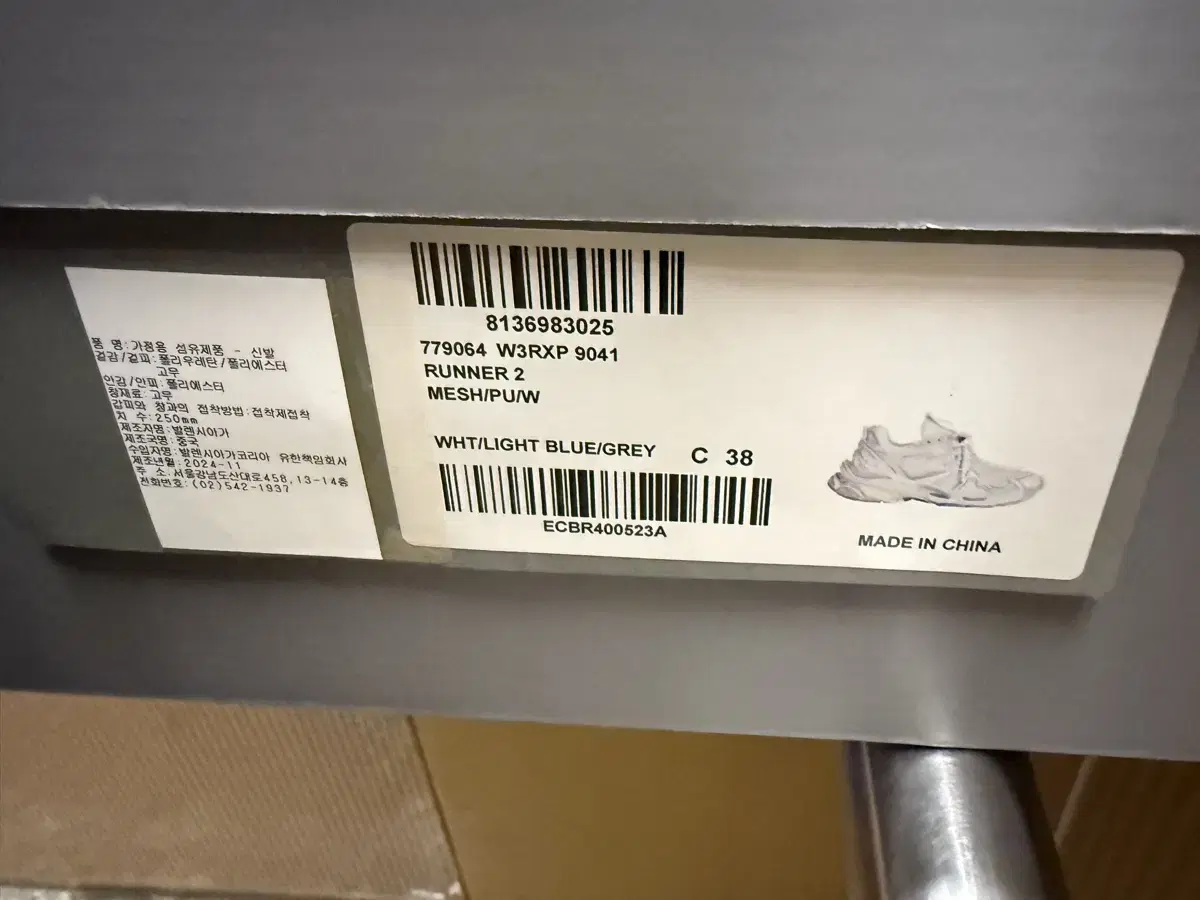 품 명:가정용 섬유제품 - 신발
겉감/겉피:폴리우레탄/폴리에스터
고무
안감/안피:폴리에스터
창재료:고무
갑피와 창과의 접착방법:접착제접착
치 수:250mm
제조자명:발렌시아가
제조국명:중국
수입자명:발렌시아가코리아 유한책임회사
제조년월:2024-11
주 소:서울강남도산대로458,13-14층
전화번호:(02)542-1937
8136983025
779064 W3RXP 9041
RUNNER 2
MESH/PU/W
WHT/LIGHT BLUE/GREY C 38
ECBR400523A
MADE IN CHINA